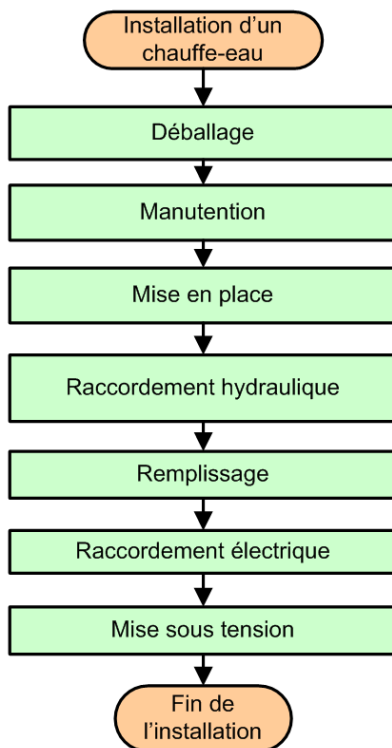 Installation d'un
chauffe-eau
Déballage
Manutention
Mise en place
Raccordement hydraulique
Remplissage
Raccordement électrique
Mise sous tension
Fin de
l'installation